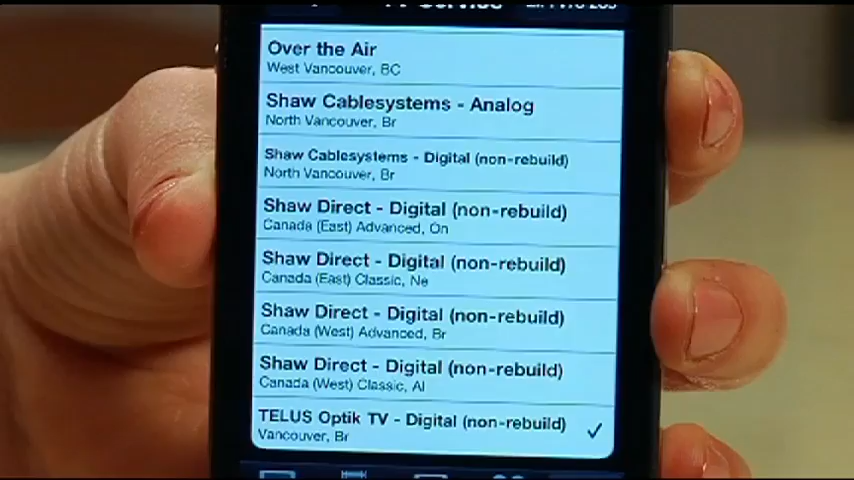 TV Service
Over the Air
West Vancouver, BC
Shaw Cablesystems - Analog
North Vancouver, Br
Shaw Cablesystems - Digital (non-rebuild)
North Vancouver, Br
Shaw Direct - Digital (non-rebuild)
Canada (East) Advanced, On
Shaw Direct - Digital (non-rebuild)
Canada (East) Classic, Ne
Shaw Direct - Digital (non-rebuild)
Canada (West) Advanced, Br
Shaw Direct - Digital (non-rebuild)
Canada (West) Classic, Al
TELUS Optik TV - Digital (non-rebuild)
Vancouver, Br